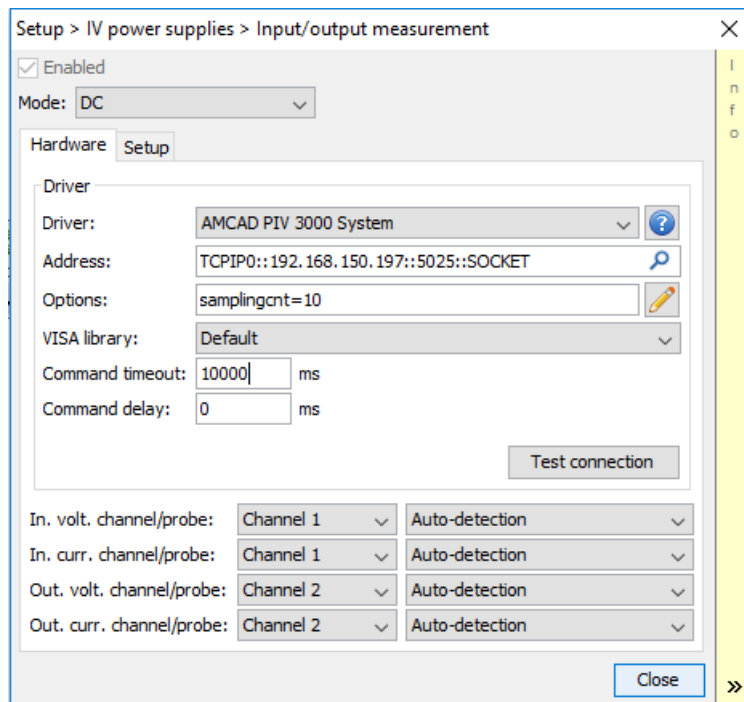 Setup > IV power supplies > Input/output measurement
Enabled
Mode: DC
Hardware Setup
Driver
Driver: AMCAD PIV 3000 System
Address: TCPIP0::192.168.150.197::5025::SOCKET
Options: samplingcnt=10
VISA library: Default
Command timeout: 10000 ms
Command delay: 0 ms
Test connection
In. volt. channel/probe: Channel 1 Auto-detection
In. curr. channel/probe: Channel 1 Auto-detection
Out. volt. channel/probe: Channel 2 Auto-detection
Out. curr. channel/probe: Channel 2 Auto-detection
Close
I
n
f
o
»